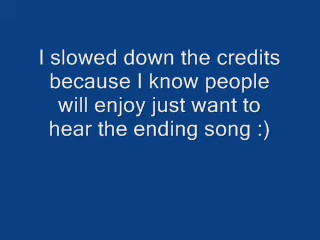 I slowed down the credits
because I know people
will enjoy just want to
hear the ending song :)